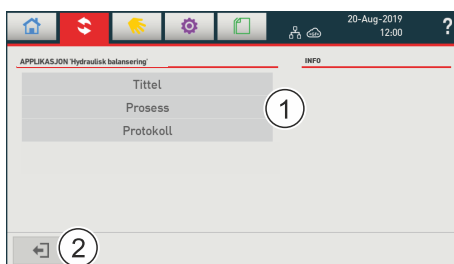 20-Aug-2019
12:00
?
APPLIKASJON 'Hydraulisk balansering'
INFO
Tittel
Prosess
Protokoll
1
2